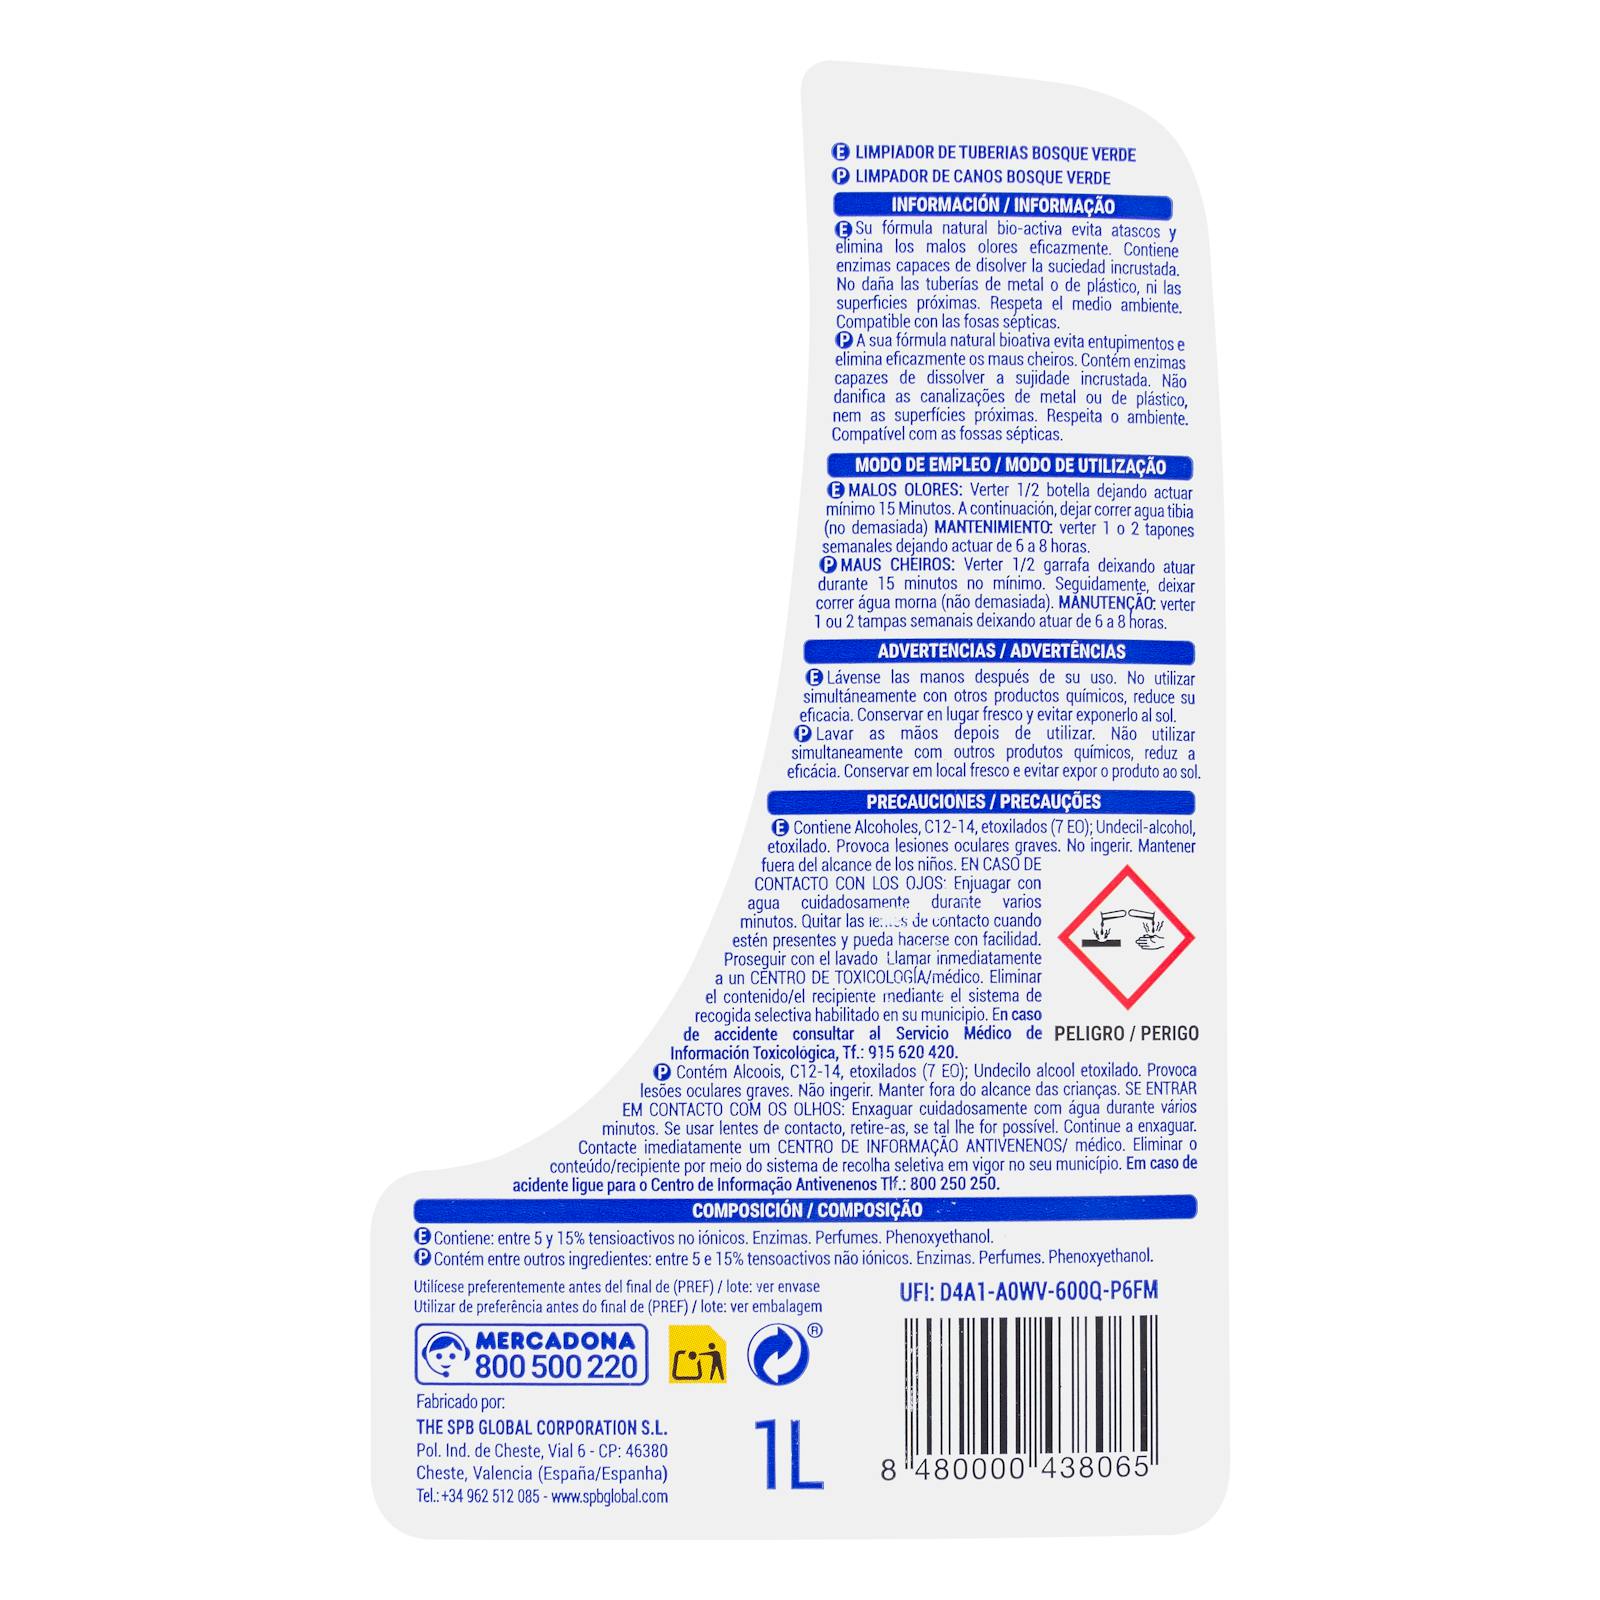 E LIMPIADOR DE TUBERIAS BOSQUE VERDE
P LIMPADOR DE CANOS BOSQUE VERDE
INFORMACIÓN / INFORMAÇÃO
E Su fórmula natural bio-activa evita atascos y
elimina los malos olores eficazmente. Contiene
enzimas capaces de disolver la suciedad incrustada.
No daña las tuberías de metal o de plástico, ni las
superficies próximas. Respeta el medio ambiente.
Compatible con las fosas sépticas.
P A sua fórmula natural bioativa evita entupimentos e
elimina eficazmente os maus cheiros. Contém enzimas
capazes de dissolver a sujidade incrustada. Não
danifica as canalizações de metal ou de plástico,
nem as superfícies próximas. Respeita o ambiente.
Compatível com as fossas sépticas.
MODO DE EMPLEO / MODO DE UTILIZAÇÃO
E MALOS OLORES: Verter 1/2 botella dejando actuar
mínimo 15 Minutos. A continuación, dejar correr agua tibia
(no demasiada) MANTENIMIENTO: verter 1 o 2 tapones
semanales dejando actuar de 6 a 8 horas.
P MAUS CHEIROS: Verter 1/2 garrafa deixando atuar
durante 15 minutos no mínimo. Seguidamente, deixar
correr água morna (não demasiada). MANUTENÇÃO: verter
1 ou 2 tampas semanais deixando atuar de 6 a 8 horas.
ADVERTENCIAS / ADVERTÊNCIAS
E Lávense las manos después de su uso. No utilizar
simultáneamente con otros productos químicos, reduce su
eficacia. Conservar en lugar fresco y evitar exponerlo al sol.
P Lavar as mãos depois de utilizar. Não utilizar
simultaneamente com outros produtos químicos, reduz a
eficácia. Conservar em local fresco e evitar expor o produto ao sol.
PRECAUCIONES / PRECAUÇÕES
E Contiene Alcoholes, C12-14, etoxilados (7 EO); Undecil-alcohol,
etoxilado. Provoca lesiones oculares graves. No ingerir. Mantener
fuera del alcance de los niños. EN CASO DE
CONTACTO CON LOS OJOS: Enjuagar con
agua cuidadosamente durante varios
minutos. Quitar las lentes de contacto cuando
estén presentes y pueda hacerse con facilidad.
Proseguir con el lavado. Llamar inmediatamente
a un CENTRO DE TOXICOLOGÍA/médico. Eliminar
el contenido/el recipiente mediante el sistema de
recogida selectiva habilitado en su municipio. En caso
de accidente consultar al Servicio Médico de
Información Toxicológica, Tf.: 915 620 420.
PELIGRO / PERIGO
P Contém Alcoois, C12-14, etoxilados (7 EO); Undecilo alcool etoxilado. Provoca
lesões oculares graves. Não ingerir. Manter fora do alcance das crianças. SE ENTRAR
EM CONTACTO COM OS OLHOS: Enxaguar cuidadosamente com água durante vários
minutos. Se usar lentes de contacto, retire-as, se tal lhe for possível. Continue a enxaguar.
Contacte imediatamente um CENTRO DE INFORMAÇÃO ANTIVENENOS/ médico. Eliminar o
conteúdo/recipiente por meio do sistema de recolha seletiva em vigor no seu município. Em caso de
acidente ligue para o Centro de Informação Antivenenos Tlf.: 800 250 250.
COMPOSICIÓN / COMPOSIÇÃO
E Contiene: entre 5 y 15% tensioactivos no iónicos. Enzimas. Perfumes. Phenoxyethanol.
P Contém entre outros ingredientes: entre 5 e 15% tensoactivos não iónicos. Enzimas. Perfumes. Phenoxyethanol.
Utilícese preferentemente antes del final de (PREF) / lote: ver envase
Utilizar de preferência antes do final de (PREF) / lote: ver embalagem
UFI: D4A1-A0WV-600Q-P6FM
MERCADONA
800 500 220
®
Fabricado por:
THE SPB GLOBAL CORPORATION S.L.
Pol. Ind. de Cheste, Vial 6 - CP: 46380
Cheste, Valencia (España/Espanha)
Tel.: +34 962 512 085 - www.spbglobal.com
1L
8 480000 438065